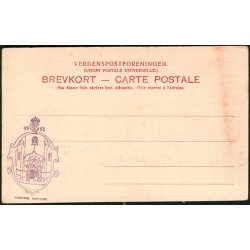 VERDENSPOSTFORENINGEN.
(UNION POSTALE UNIVERSELLE.)
BREVKORT — CARTE POSTALE
Paa denne Side skrives kun Adressen. Côté réservé à l'adresse.